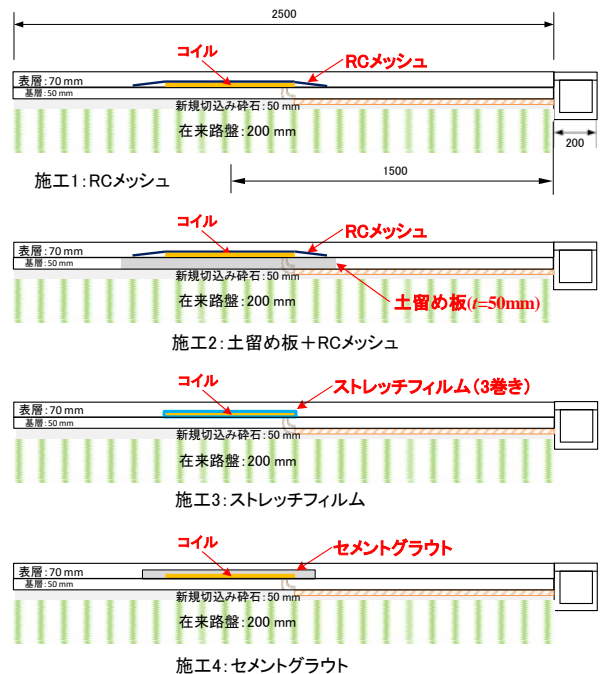 2500
コイル
RCメッシュ
表層:70 mm
基層:50 mm
新規切込み砕石:50 mm
在来路盤:200 mm
200
1500
施工1:RCメッシュ
コイル
RCメッシュ
表層:70 mm
基層:50 mm
新規切込み砕石:50 mm
在来路盤:200 mm
土留め板(t=50mm)
施工2:土留め板+RCメッシュ
コイル
ストレッチフィルム(3巻き)
表層:70 mm
基層:50 mm
新規切込み砕石:50 mm
在来路盤:200 mm
施工3:ストレッチフィルム
コイル
セメントグラウト
表層:70 mm
基層:50 mm
新規切込み砕石:50 mm
在来路盤:200 mm
施工4:セメントグラウト